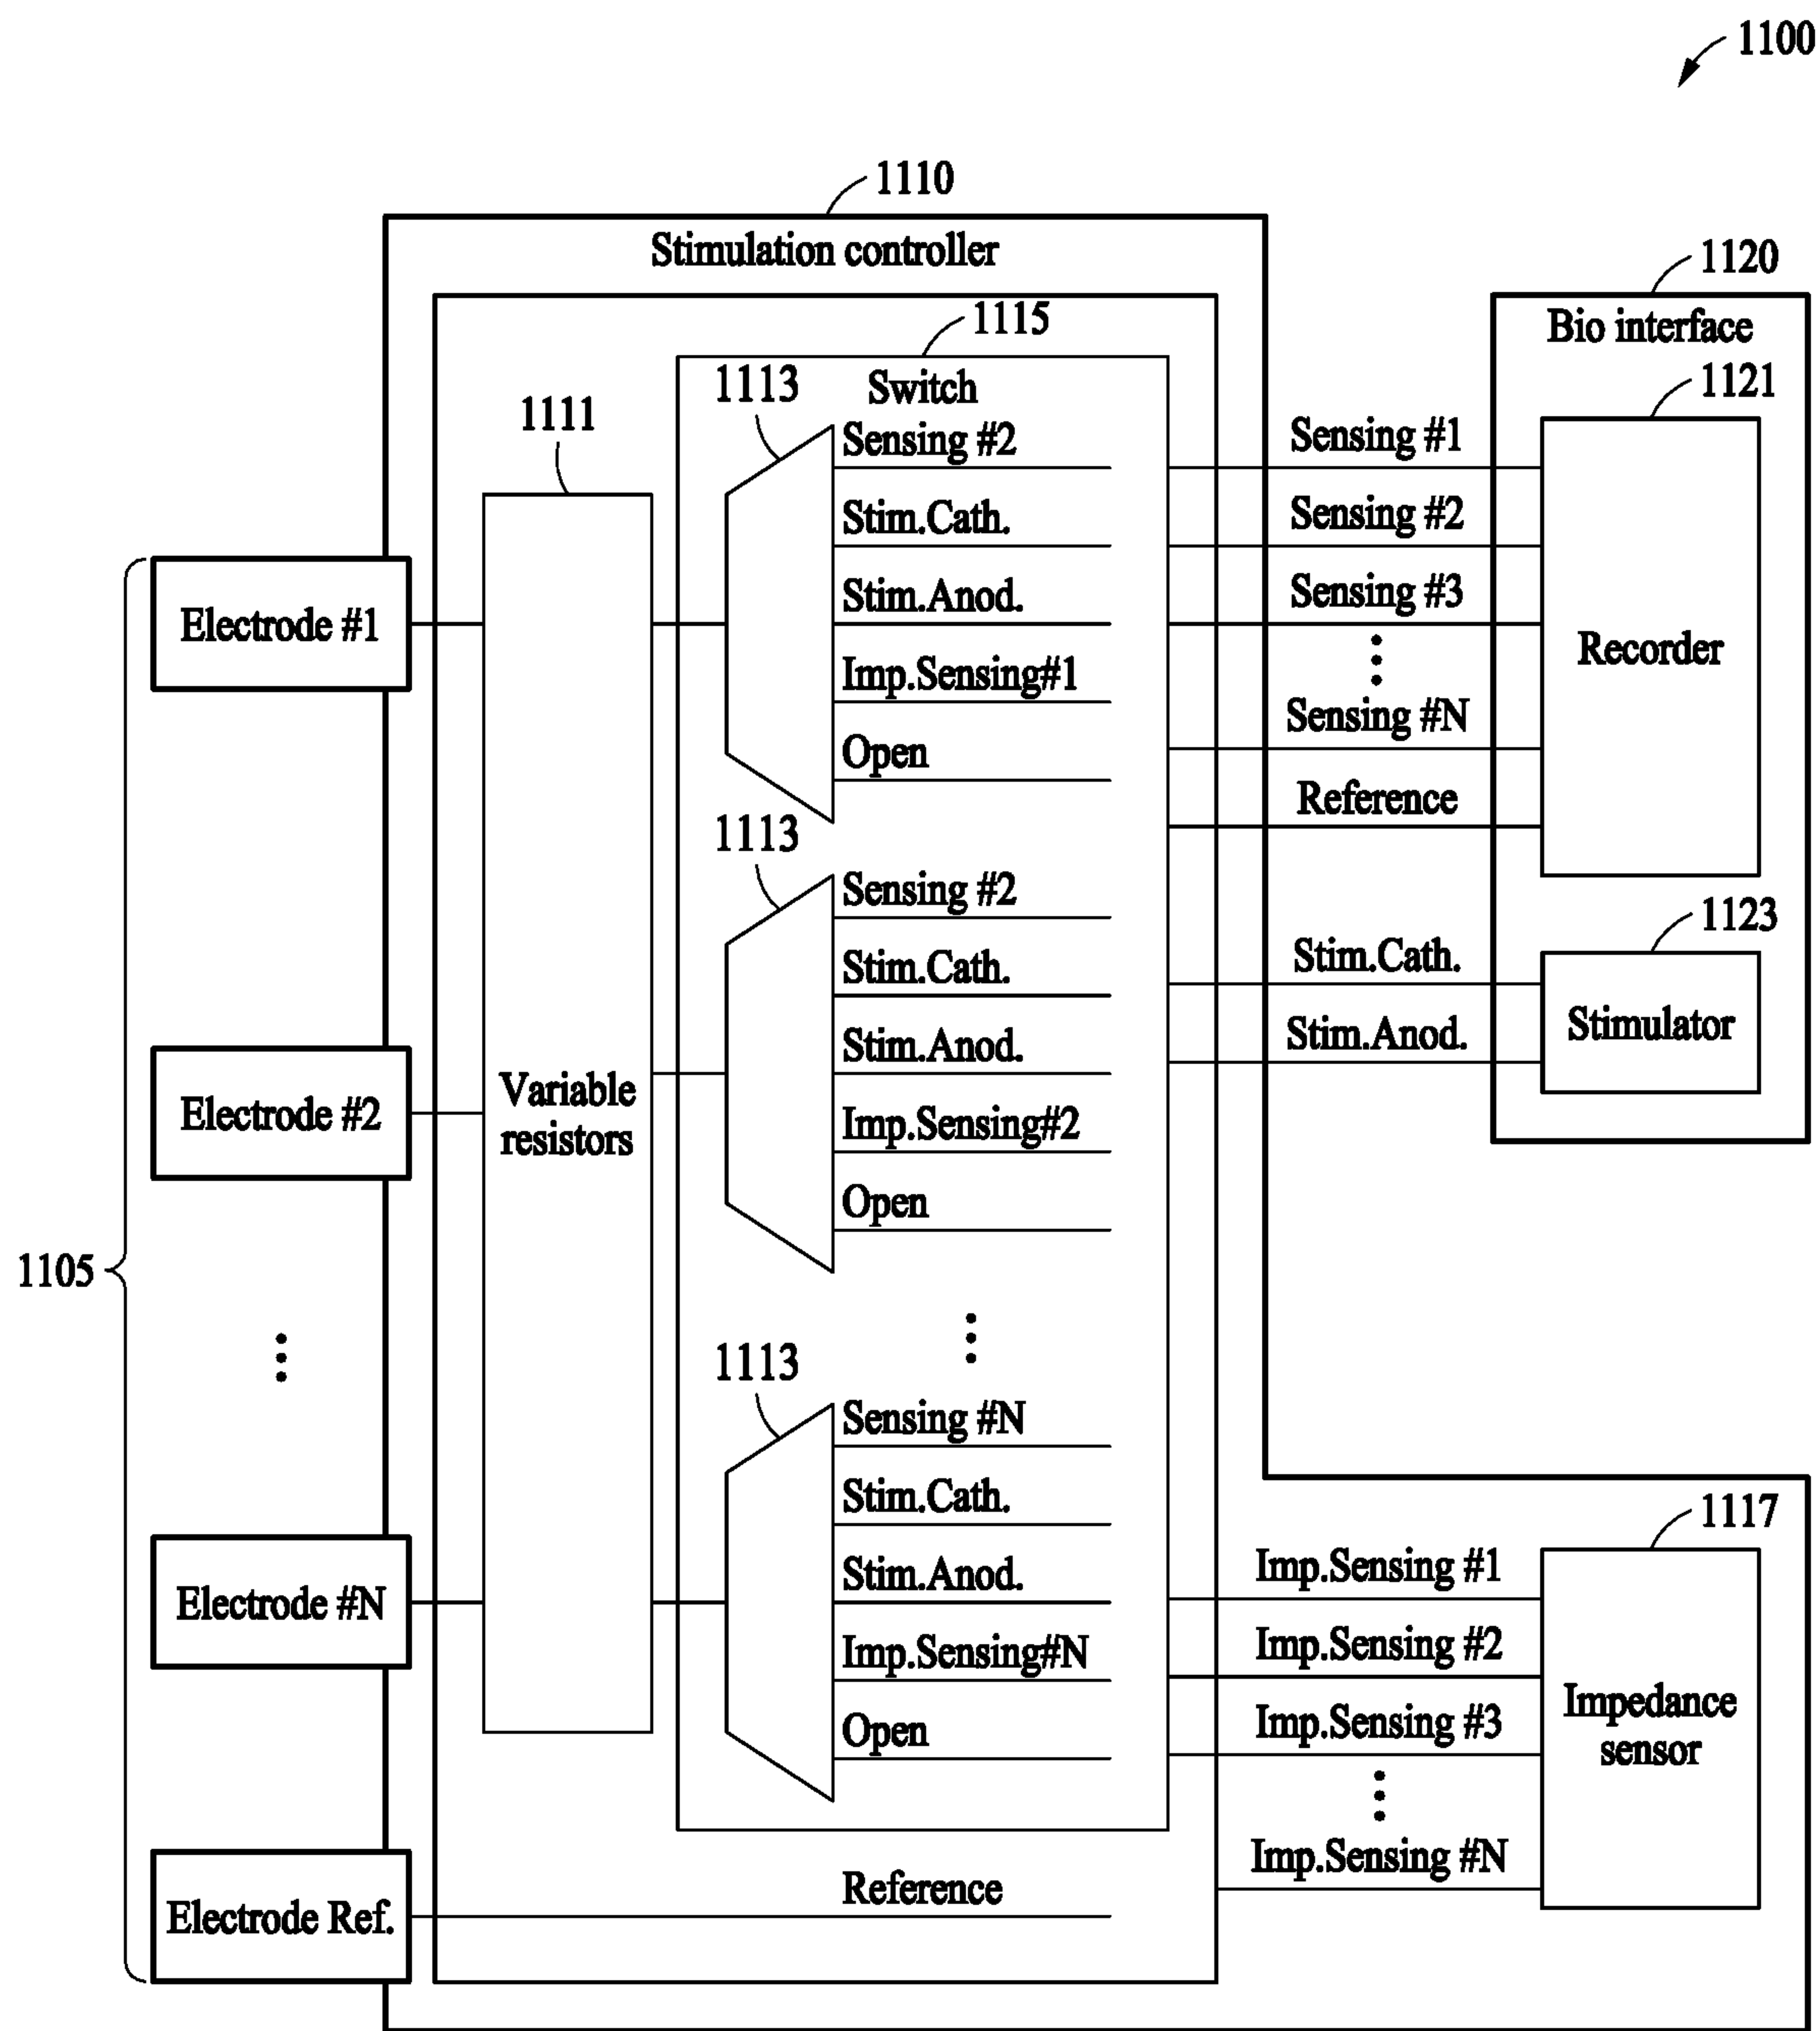 1100
1110
Stimulation controller
1120
Bio interface
1115
Switch
1113
1111
1121
Sensing #2
Stim.Cath.
Stim.Anod.
Imp.Sensing#1
Open
Sensing #1
Sensing #2
Sensing #3
Sensing #N
Reference
Recorder
Electrode #1
1113
Sensing #2
Stim.Cath.
Stim.Anod.
Imp.Sensing#2
Open
1123
Stim.Cath.
Stim.Anod.
Stimulator
Electrode #2
Variable
resistors
1105
1113
Sensing #N
Stim.Cath.
Stim.Anod.
Imp.Sensing#N
Open
1117
Imp.Sensing #1
Imp.Sensing #2
Imp.Sensing #3
Imp.Sensing #N
Impedance
sensor
Electrode #N
Electrode Ref.
Reference